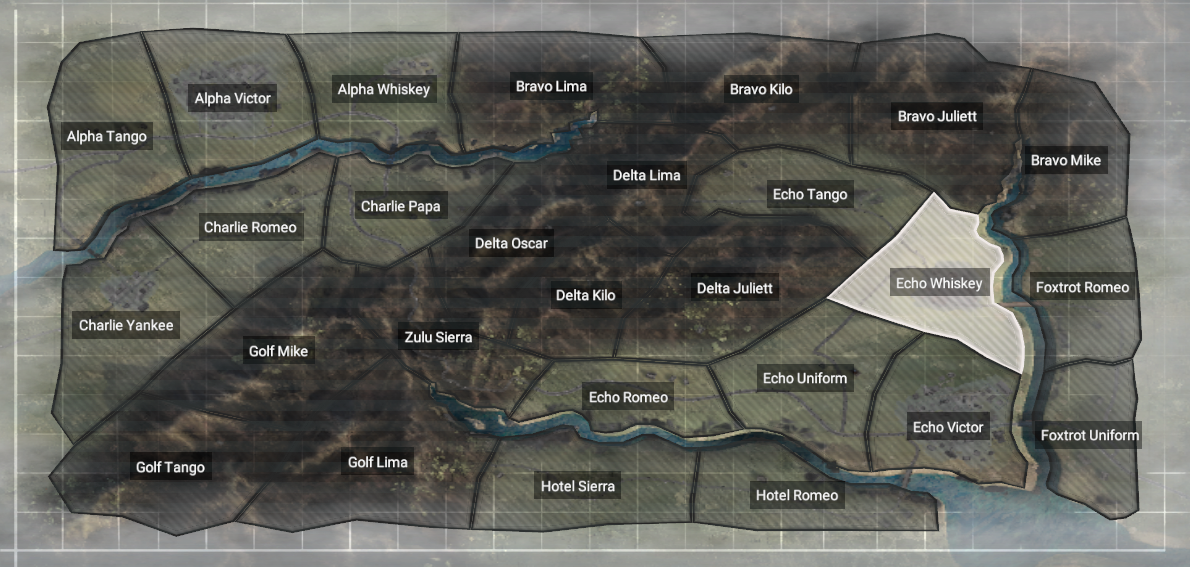 Alpha Tango
Alpha Victor
Alpha Whiskey
Bravo Lima
Bravo Kilo
Bravo Juliett
Bravo Mike
Delta Lima
Echo Tango
Charlie Papa
Charlie Romeo
Delta Oscar
Delta Kilo
Delta Juliett
Echo Whiskey
Foxtrot Romeo
Charlie Yankee
Golf Mike
Zulu Sierra
Echo Romeo
Echo Uniform
Echo Victor
Foxtrot Uniform
Golf Tango
Golf Lima
Hotel Sierra
Hotel Romeo